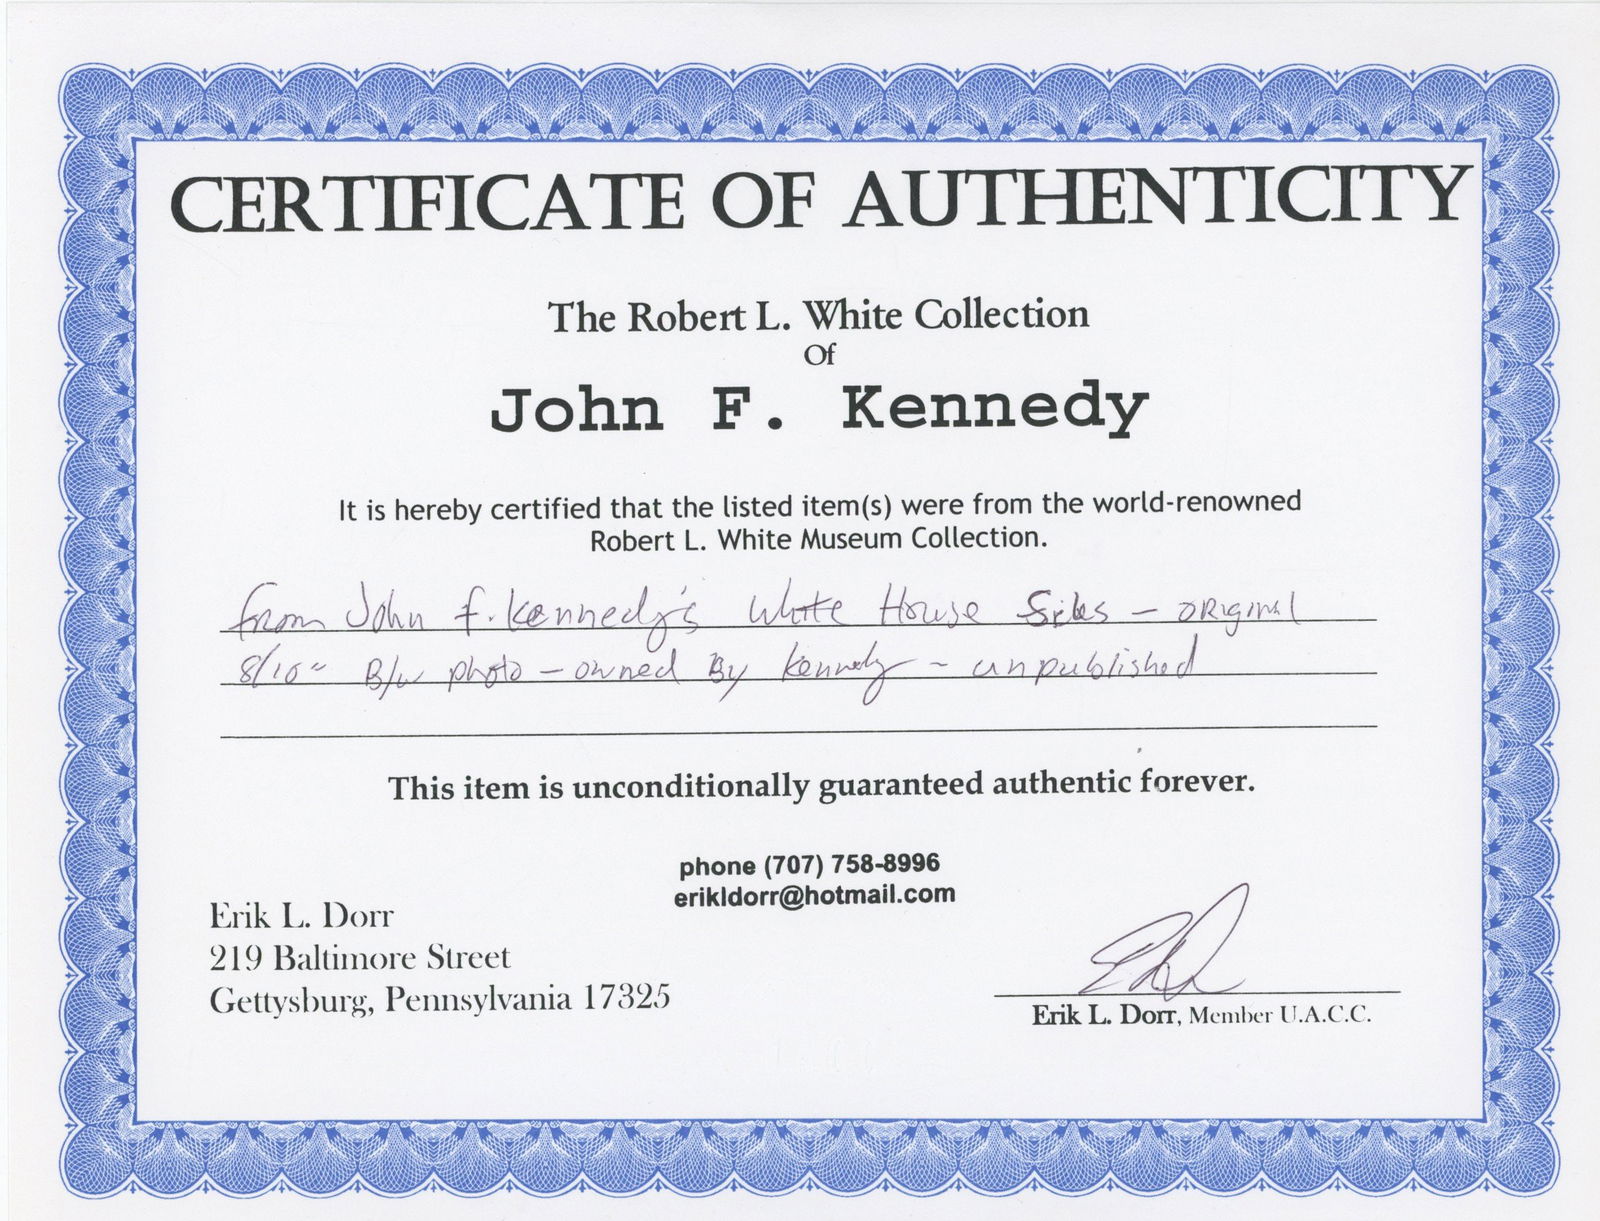 CERTIFICATE OF AUTHENTICITY
The Robert L. White Collection
Of
John F. Kennedy
It is hereby certified that the listed item(s) were from the world-renowned
Robert L. White Museum Collection.
from John F. Kennedy's White House Files – original
8/10" B/W photo – owned By Kennedy – unpublished
This item is unconditionally guaranteed authentic forever.
phone (707) 758-8996
erikldorr@hotmail.com
Erik L. Dorr
219 Baltimore Street
Gettysburg, Pennsylvania 17325
Erik L. Dorr, Member U.A.C.C.